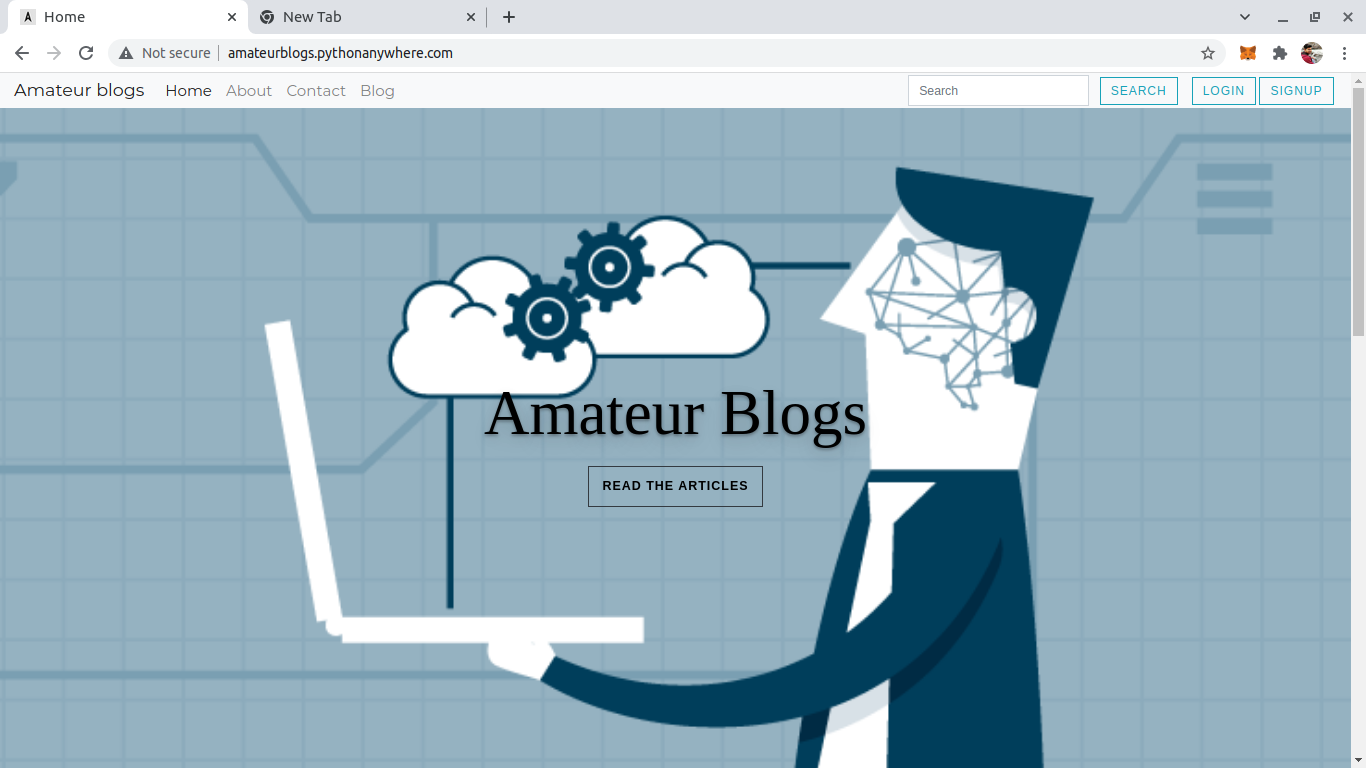 A Home
New Tab
Not secure amateurblogs.pythonanywhere.com
Amateur blogs Home About Contact Blog Search SEARCH LOGIN SIGNUP
Amateur Blogs
READ THE ARTICLES